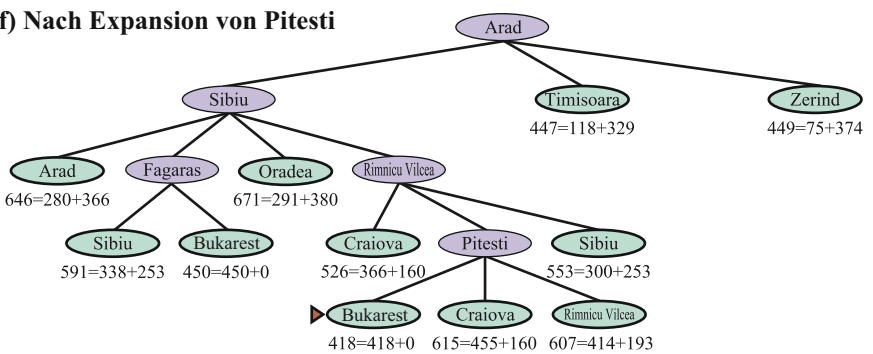 f) Nach Expansion von Pitesti
Arad
Sibiu
Timisoara
Zerind
447=118+329
449=75+374
Arad
Fagaras
Oradea
Rimnicu Vilcea
646=280+366
671=291+380
Sibiu
Bukarest
Craiova
Pitesti
Sibiu
591=338+253
450=450+0
526=366+160
553=300+253
Bukarest
Craiova
Rimnicu Vilcea
418=418+0
615=455+160
607=414+193